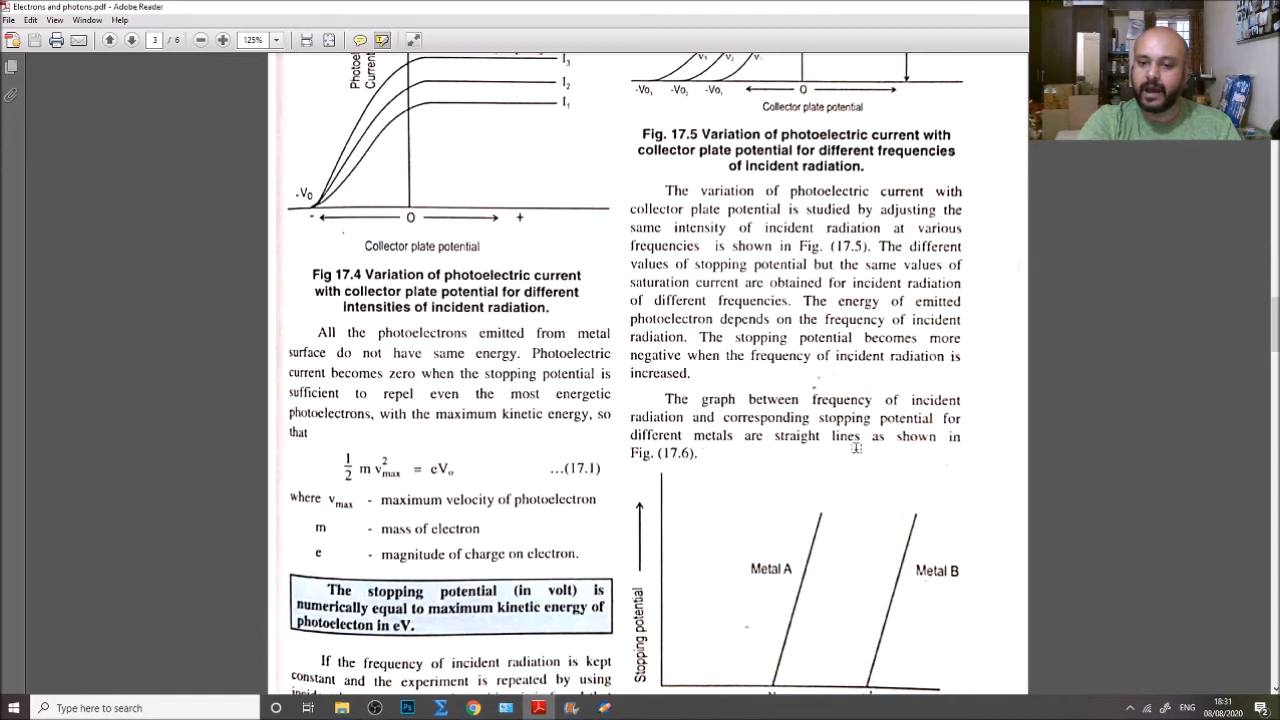 Electrons and photons.pdf - Adobe Reader
File Edit View Window Help
3 / 6 125%
Photoe
Current
I3
I2
I1
-V0
- 0 +
Collector plate potential
Fig 17.4 Variation of photoelectric current
with collector plate potential for different
intensities of incident radiation.
All the photoelectrons emitted from metal
surface do not have same energy. Photoelectric
current becomes zero when the stopping potential is
sufficient to repel even the most energetic
photoelectrons, with the maximum kinetic energy, so
that
1/2 m v²max = eVo ...(17.1)
where vmax - maximum velocity of photoelectron
m - mass of electron
e - magnitude of charge on electron.
The stopping potential (in volt) is
numerically equal to maximum kinetic energy of
photoelecton in eV.
If the frequency of incident radiation is kept
constant and the experiment is repeated by using
-Vo, -Vo, -Vo, 0
Collector plate potential
Fig. 17.5 Variation of photoelectric current with
collector plate potential for different frequencies
of incident radiation.
The variation of photoelectric current with
collector plate potential is studied by adjusting the
same intensity of incident radiation at various
frequencies is shown in Fig. (17.5). The different
values of stopping potential but the same values of
saturation current are obtained for incident radiation
of different frequencies. The energy of emitted
photoelectron depends on the frequency of incident
radiation. The stopping potential becomes more
negative when the frequency of incident radiation is
increased.
The graph between frequency of incident
radiation and corresponding stopping potential for
different metals are straight lines as shown in
Fig. (17.6).
Stopping potential
Metal A
Metal B
Type here to search
ENG
18:31
08/08/2020